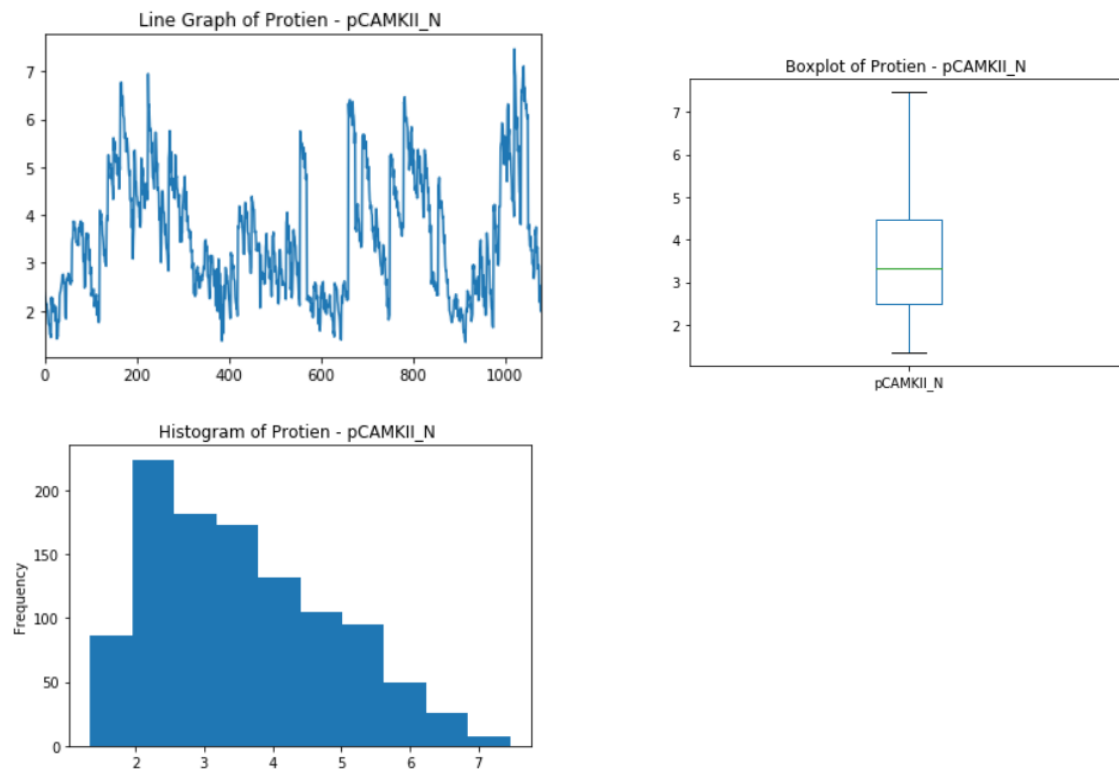 Line Graph of Protien - pCAMKII_N
7
6
5
4
3
2
0 200 400 600 800 1000
Boxplot of Protien - pCAMKII_N
7
6
5
4
3
2
pCAMKII_N
Histogram of Protien - pCAMKII_N
Frequency
200
150
100
50
0
2 3 4 5 6 7